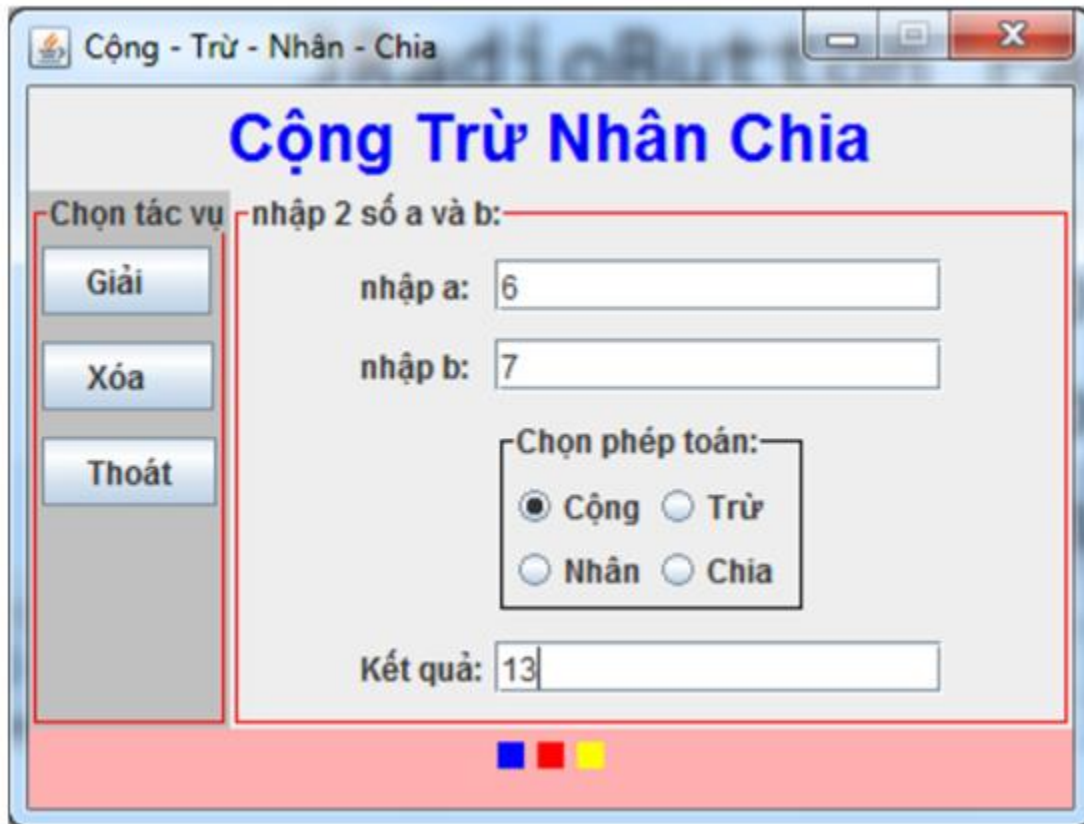 Cộng - Trừ - Nhân - Chia
Cộng Trừ Nhân Chia
Chọn tác vụ
Giải
Xóa
Thoát
nhập 2 số a và b:
nhập a: 6
nhập b: 7
Chọn phép toán:
Cộng Trừ
Nhân Chia
Kết quả: 13